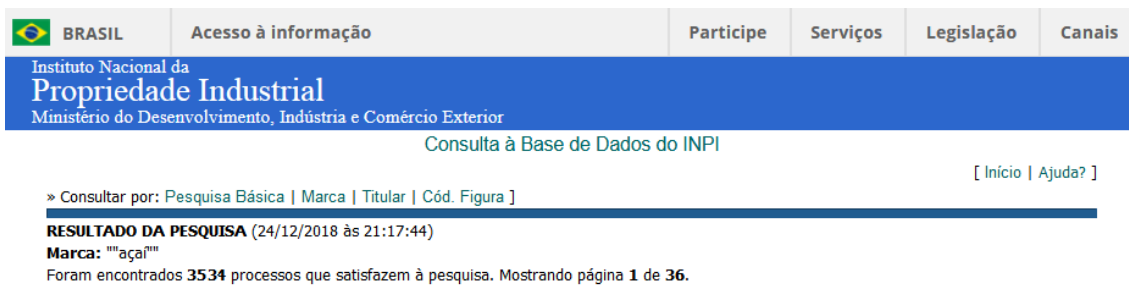 BRASIL Acesso à informação Participe Serviços Legislação Canais
Instituto Nacional da
Propriedade Industrial
Ministério do Desenvolvimento, Indústria e Comércio Exterior
Consulta à Base de Dados do INPI
[ Início | Ajuda? ]
» Consultar por: Pesquisa Básica | Marca | Titular | Cód. Figura ]
RESULTADO DA PESQUISA (24/12/2018 às 21:17:44)
Marca: ""açaí""
Foram encontrados 3534 processos que satisfazem à pesquisa. Mostrando página 1 de 36.